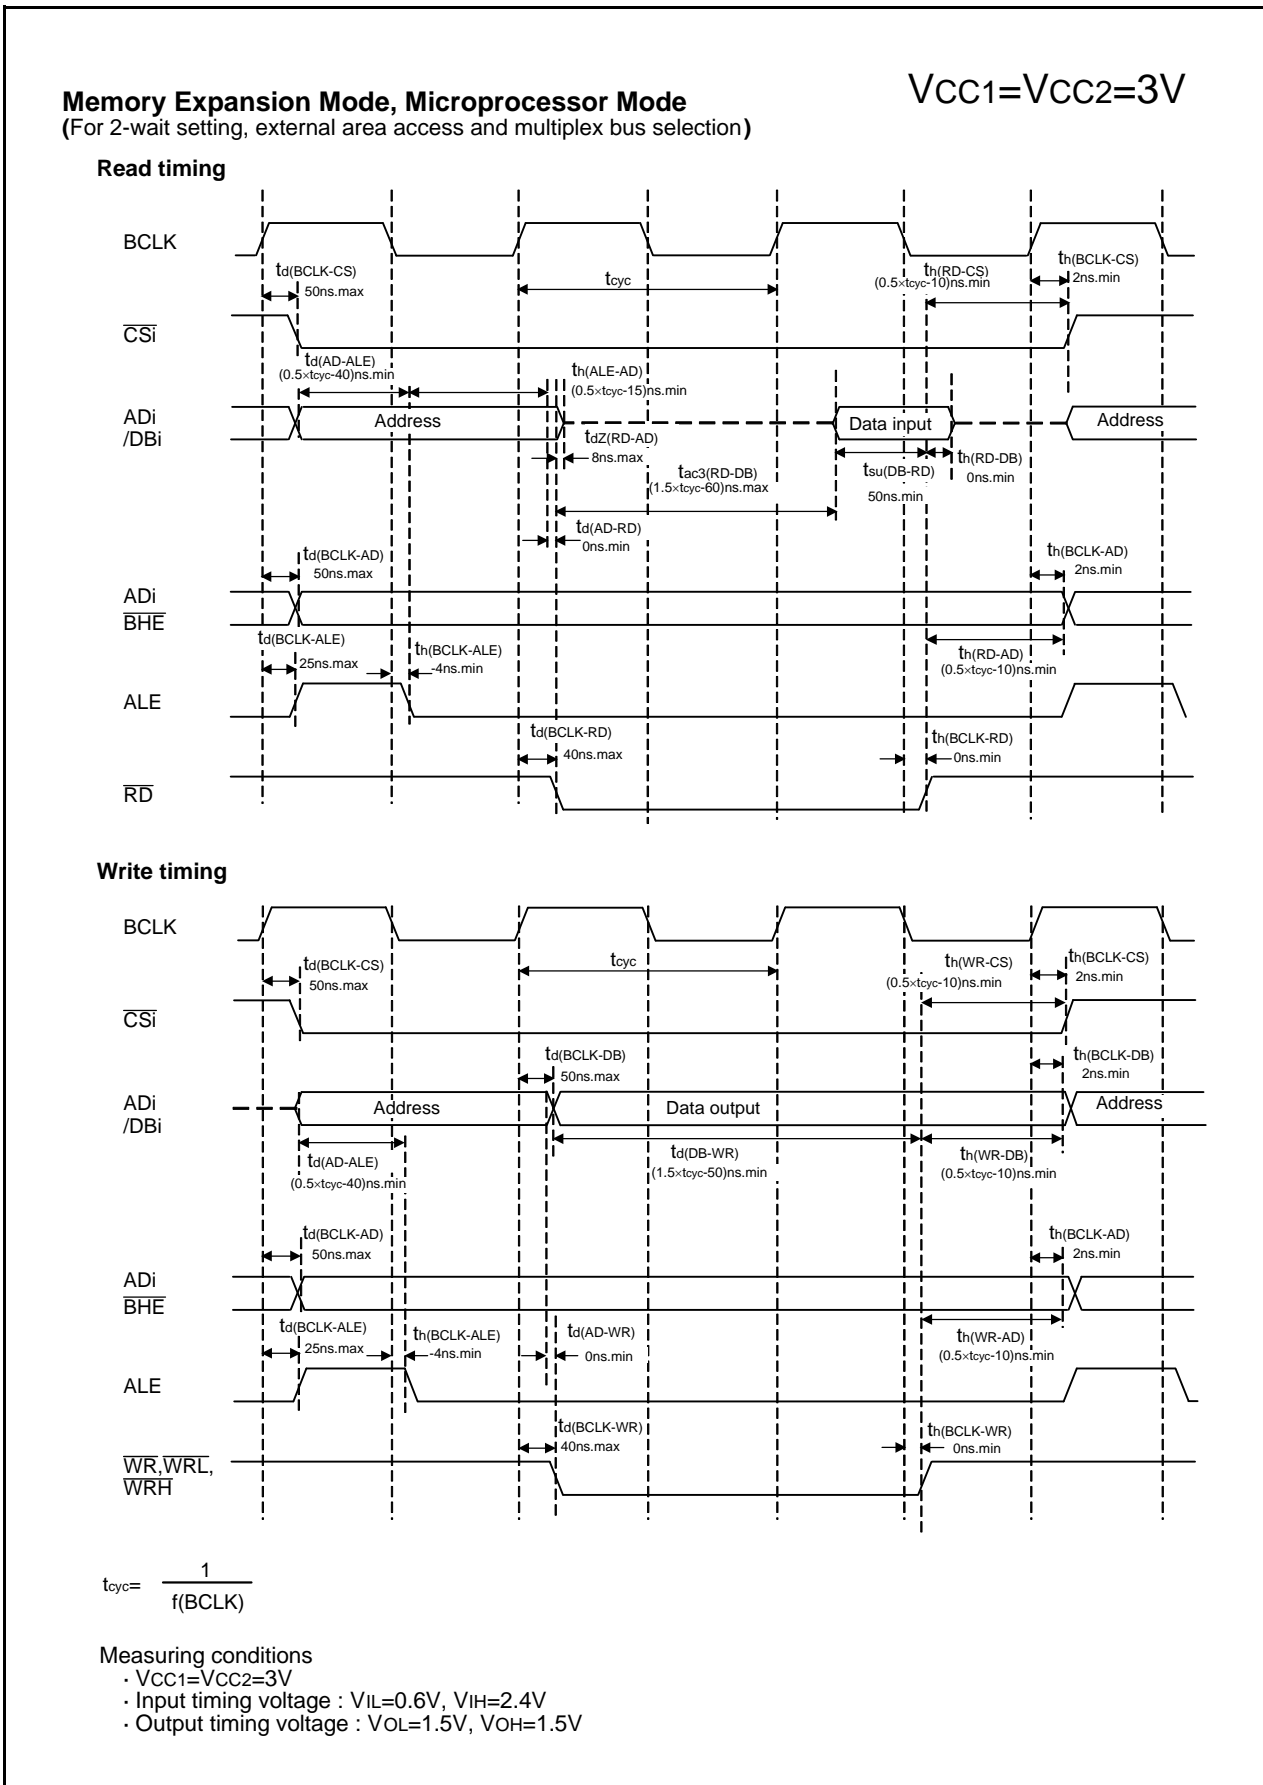 VCC1=VCC2=3V
Memory Expansion Mode, Microprocessor Mode
(For 2-wait setting, external area access and multiplex bus selection)
Read timing
BCLK
td(BCLK-CS)
50ns.max
tcyc
th(RD-CS)
(0.5×tcyc-10)ns.min
th(BCLK-CS)
2ns.min
CSi
td(AD-ALE)
(0.5×tcyc-40)ns.min
th(ALE-AD)
(0.5×tcyc-15)ns.min
ADi
/DBi
Address
Data input
Address
tdZ(RD-AD)
8ns.max
tac3(RD-DB)
(1.5×tcyc-60)ns.max
tsu(DB-RD)
50ns.min
th(RD-DB)
0ns.min
td(AD-RD)
0ns.min
td(BCLK-AD)
50ns.max
th(BCLK-AD)
2ns.min
ADi
BHE
td(BCLK-ALE)
25ns.max
th(BCLK-ALE)
-4ns.min
th(RD-AD)
(0.5×tcyc-10)ns.min
ALE
td(BCLK-RD)
40ns.max
th(BCLK-RD)
0ns.min
RD
Write timing
BCLK
td(BCLK-CS)
50ns.max
tcyc
th(WR-CS)
(0.5×tcyc-10)ns.min
th(BCLK-CS)
2ns.min
CSi
td(BCLK-DB)
50ns.max
th(BCLK-DB)
2ns.min
ADi
/DBi
Address
Data output
Address
td(AD-ALE)
(0.5×tcyc-40)ns.min
td(DB-WR)
(1.5×tcyc-50)ns.min
th(WR-DB)
(0.5×tcyc-10)ns.min
td(BCLK-AD)
50ns.max
th(BCLK-AD)
2ns.min
ADi
BHE
td(BCLK-ALE)
25ns.max
th(BCLK-ALE)
-4ns.min
td(AD-WR)
0ns.min
th(WR-AD)
(0.5×tcyc-10)ns.min
ALE
td(BCLK-WR)
40ns.max
th(BCLK-WR)
0ns.min
WR,WRL,
WRH
tcyc=
1
f(BCLK)
Measuring conditions
· VCC1=VCC2=3V
· Input timing voltage : VIL=0.6V, VIH=2.4V
· Output timing voltage : VOL=1.5V, VOH=1.5V